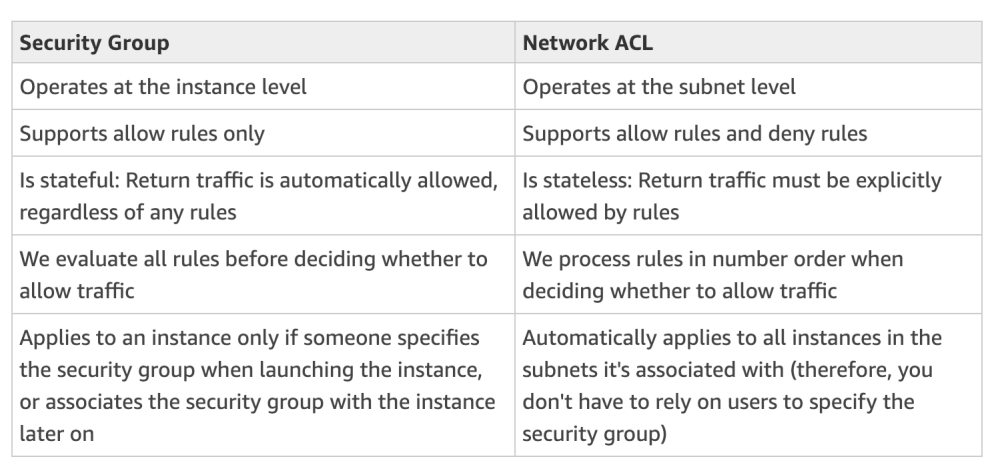 Security Group
Network ACL
Operates at the instance level
Operates at the subnet level
Supports allow rules only
Supports allow rules and deny rules
Is stateful: Return traffic is automatically allowed,
regardless of any rules
Is stateless: Return traffic must be explicitly
allowed by rules
We evaluate all rules before deciding whether to
allow traffic
We process rules in number order when
deciding whether to allow traffic
Applies to an instance only if someone specifies
the security group when launching the instance,
or associates the security group with the instance
later on
Automatically applies to all instances in the
subnets it's associated with (therefore, you
don't have to rely on users to specify the
security group)